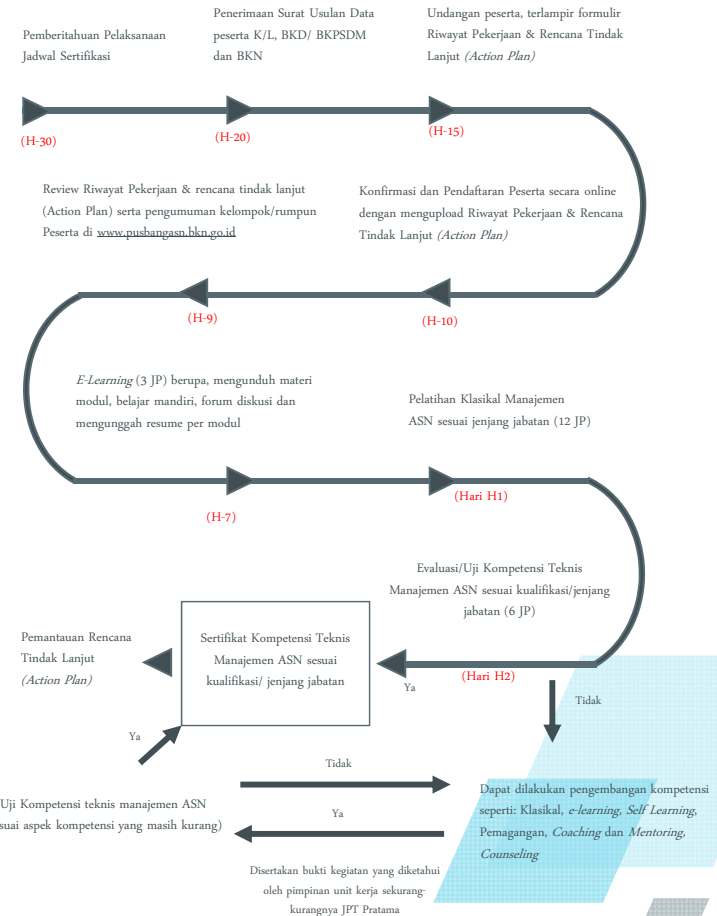 Pemberitahuan Pelaksanaan
Jadwal Sertifikasi
(H-30)
Penerimaan Surat Usulan Data
peserta K/L, BKD/ BKPSDM
dan BKN
(H-20)
Undangan peserta, terlampir formulir
Riwayat Pekerjaan & Rencana Tindak
Lanjut (Action Plan)
(H-15)
Konfirmasi dan Pendaftaran Peserta secara online
dengan mengupload Riwayat Pekerjaan & Rencana
Tindak Lanjut (Action Plan)
(H-10)
Review Riwayat Pekerjaan & rencana tindak lanjut
(Action Plan) serta pengumuman kelompok/rumpun
Peserta di www.pusbangasn.bkn.go.id
(H-9)
E-Learning (3 JP) berupa, mengunduh materi
modul, belajar mandiri, forum diskusi dan
mengunggah resume per modul
(H-7)
Pelatihan Klasikal Manajemen
ASN sesuai jenjang jabatan (12 JP)
(Hari H1)
Evaluasi/Uji Kompetensi Teknis
Manajemen ASN sesuai kualifikasi/jenjang
jabatan (6 JP)
(Hari H2)
Ya
Sertifikat Kompetensi Teknis
Manajemen ASN sesuai
kualifikasi/ jenjang jabatan
Pemantauan Rencana
Tindak Lanjut
(Action Plan)
Tidak
Dapat dilakukan pengembangan kompetensi
seperti: Klasikal, e-learning, Self Learning,
Pemagangan, Coaching dan Mentoring,
Counseling
Ya
Tidak
Ya
Uji Kompetensi teknis manajemen ASN
suai aspek kompetensi yang masih kurang)
Disertakan bukti kegiatan yang diketahui
oleh pimpinan unit kerja sekurang-
kurangnya JPT Pratama